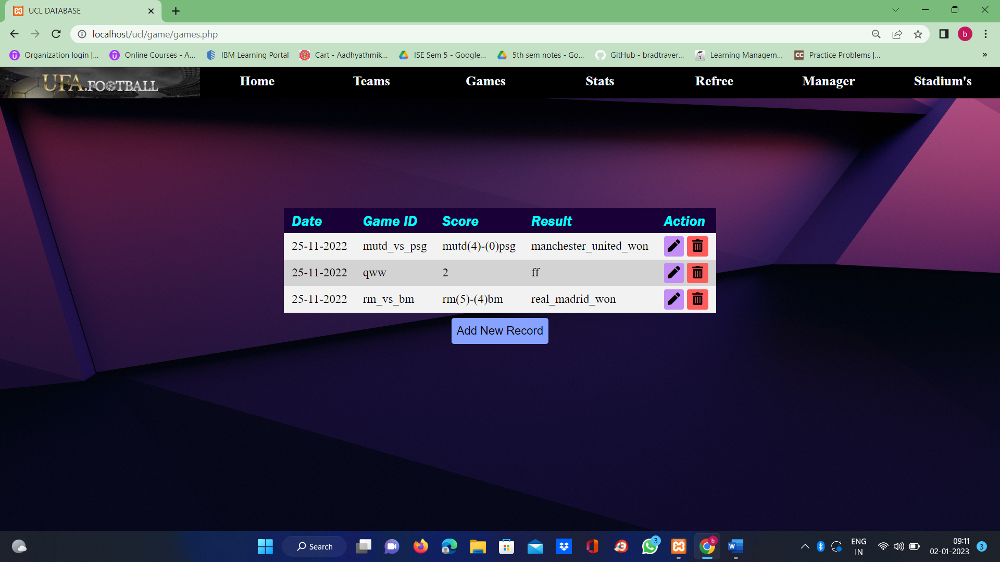 UCL DATABASE
localhost/ucl/game/games.php
b
Organization login |...
Online Courses - A...
IBM Learning Portal
Cart - Aadhyathmik...
ISE Sem 5 - Google...
5th sem notes - Go...
GitHub - bradtraver...
Learning Managem...
CC
Practice Problems |...
»
UFA.FOOTBALL
Home
Teams
Games
Stats
Refree
Manager
Stadium's
Date Game ID Score Result Action
25-11-2022 mutd_vs_psg mutd(4)-(0)psg manchester_united_won
25-11-2022 qww 2 ff
25-11-2022 rm_vs_bm rm(5)-(4)bm real_madrid_won
Add New Record
Search
3
b
W
ENG
IN
09:11
02-01-2023
3